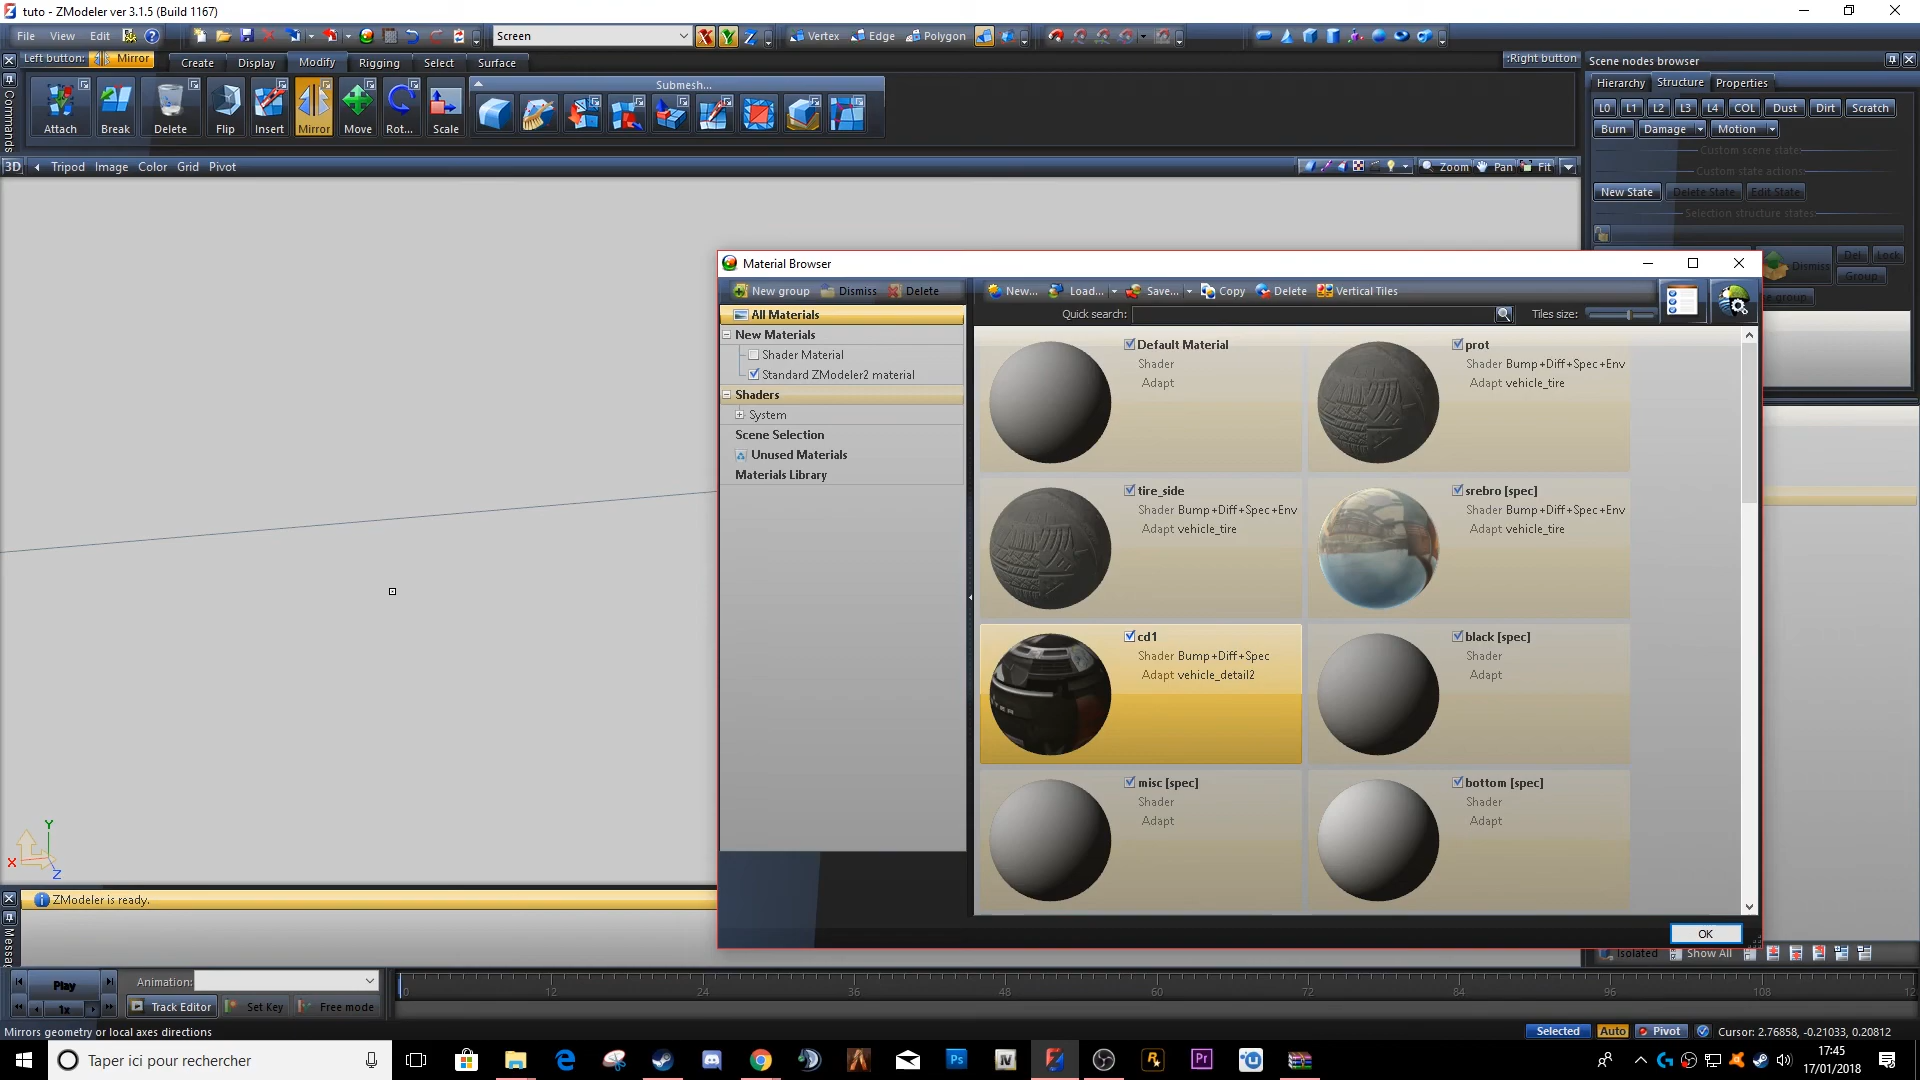 tuto - ZModeler ver 3.1.5 (Build 1167)
File View Edit
Screen
Vertex Edge Polygon
Left button: Mirror
Create Display Modify Rigging Select Surface
:Right button
Scene nodes browser
Hierarchy Structure Properties
Commands
Attach Break Delete Flip Insert Mirror Move Rot... Scale
Submesh...
L0 L1 L2 L3 L4 COL Dust Dirt Scratch
Burn Damage Motion
Custom scene state:
Custom state actions:
New State Delete State Edit State
Selection structure states:
Dismiss Del Lock
Group
3D Tripod Image Color Grid Pivot
Zoom Pan Fit
Material Browser
New group Dismiss Delete
New... Load... Save... Copy Delete Vertical Tiles
Quick search:
Tiles size:
All Materials
New Materials
Shader Material
Standard ZModeler2 material
Shaders
System
Scene Selection
Unused Materials
Materials Library
Default Material
Shader
Adapt
prot
Shader Bump+Diff+Spec+Env
Adapt vehicle_tire
tire_side
Shader Bump+Diff+Spec+Env
Adapt vehicle_tire
srebro [spec]
Shader Bump+Diff+Spec+Env
Adapt vehicle_tire
cd1
Shader Bump+Diff+Spec
Adapt vehicle_detail2
black [spec]
Shader
Adapt
misc [spec]
Shader
Adapt
bottom [spec]
Shader
Adapt
OK
Isolated Show All
Y
X
Z
ZModeler is ready.
Play
1x
Animation:
Track Editor Set Key Free mode
0 12 24 36 48 60 72 84 96 108 12
Mirrors geometry or local axes directions
Selected Auto Pivot Cursor: 2.76858, -0.21033, 0.20812
Taper ici pour rechercher
Ps
IV
R
Pr
17:45
17/01/2018